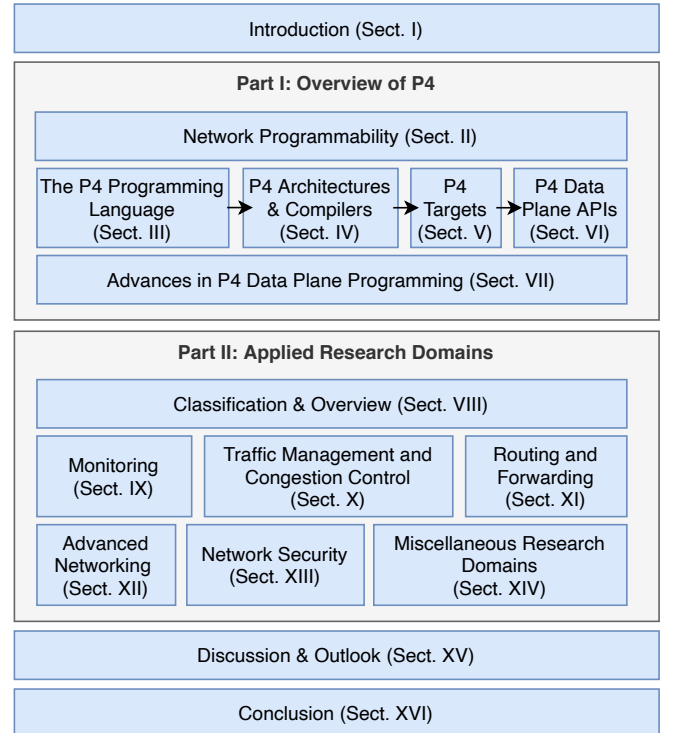 Introduction (Sect. I)
Part I: Overview of P4
Network Programmability (Sect. II)
The P4 Programming
Language
(Sect. III)
P4 Architectures
& Compilers
(Sect. IV)
P4
Targets
(Sect. V)
P4 Data
Plane APIs
(Sect. VI)
Advances in P4 Data Plane Programming (Sect. VII)
Part II: Applied Research Domains
Classification & Overview (Sect. VIII)
Monitoring
(Sect. IX)
Traffic Management and
Congestion Control
(Sect. X)
Routing and
Forwarding
(Sect. XI)
Advanced
Networking
(Sect. XII)
Network Security
(Sect. XIII)
Miscellaneous Research
Domains
(Sect. XIV)
Discussion & Outlook (Sect. XV)
Conclusion (Sect. XVI)